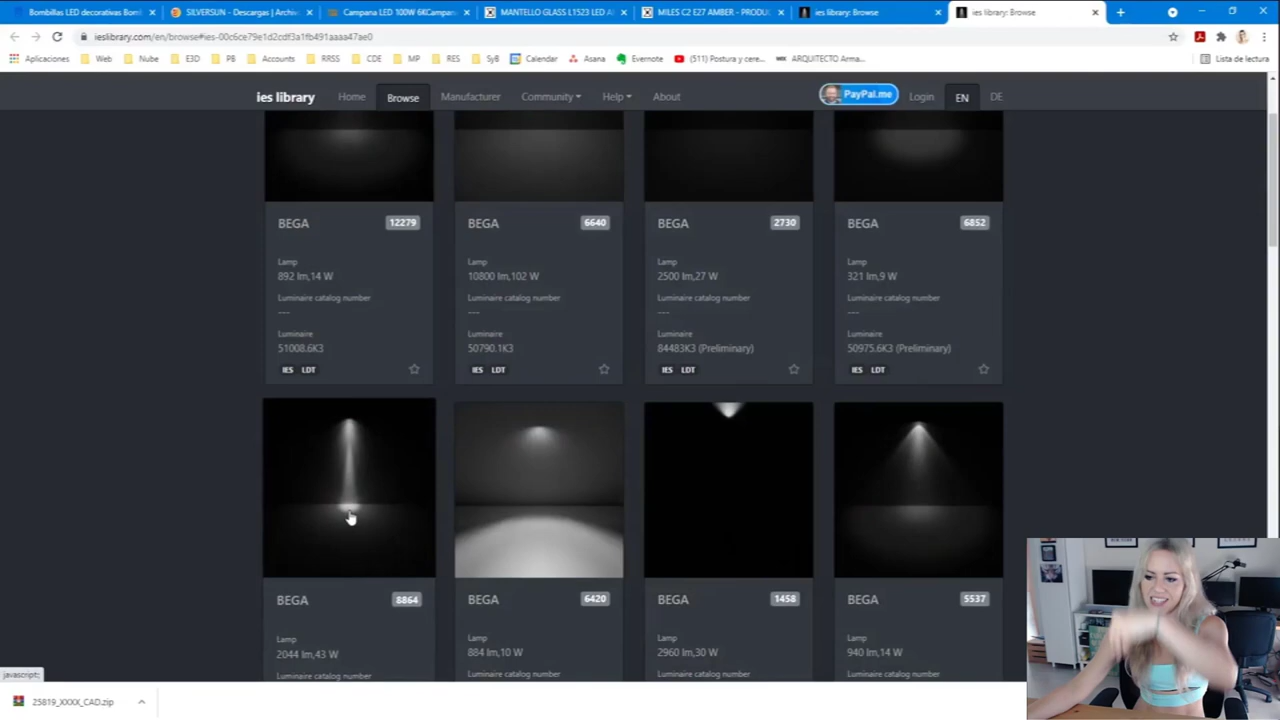 Bombillas LED decorativas Bom
SILVERSUN - Descargas | Archiv
Campana LED 100W 6KCampan
MANTELLO GLASS L1523 LED A
MILES C2 E27 AMBER - PRODU
ies library: Browse
ies library: Browse
ieslibrary.com/en/browse#ies-00c6ce79e1d2cdf3a1fb491aaaa47ae0
Aplicaciones
Web
Nube
E3D
PB
Accounts
RRSS
CDE
MP
RES
SyB
Calendar
Asana
Evernote
(511) Postura y cere...
WIX
ARQUITECTO Arma...
Lista de lectura
ies library
Home
Browse
Manufacturer
Community
Help
About
PayPal.me
Login
EN
DE
BEGA 12279
Lamp
892 lm,14 W
Luminaire catalog number
---
Luminaire
51008.6K3
IES LDT
BEGA 6640
Lamp
10800 lm,102 W
Luminaire catalog number
---
Luminaire
50790.1K3
IES LDT
BEGA 2730
Lamp
2500 lm,27 W
Luminaire catalog number
---
Luminaire
84483K3 (Preliminary)
IES LDT
BEGA 6852
Lamp
321 lm,9 W
Luminaire catalog number
---
Luminaire
50975.6K3 (Preliminary)
IES LDT
BEGA 8864
Lamp
2044 lm,43 W
Luminaire catalog number
BEGA 6420
Lamp
884 lm,10 W
Luminaire catalog number
BEGA 1458
Lamp
2960 lm,30 W
Luminaire catalog number
BEGA 5537
Lamp
940 lm,14 W
Luminaire catalog number
javascript:;
25819_XXXX_CAD.zip